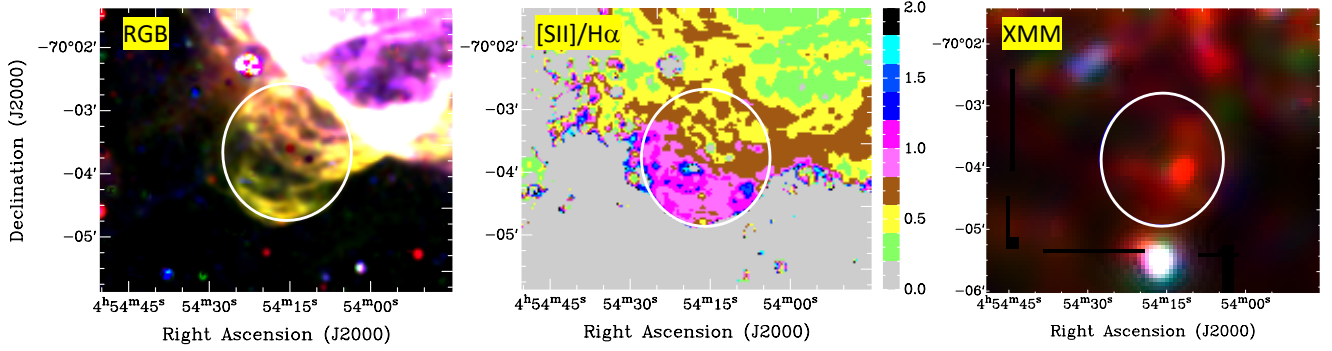 RGB
[SII]/Hα
XMM
Declination (J2000)
−70°02′
−03′
−04′
−05′
4ʰ54ᵐ45ˢ 54ᵐ30ˢ 54ᵐ15ˢ 54ᵐ00ˢ
Right Ascension (J2000)
−70°02′
−03′
−04′
−05′
4ʰ54ᵐ45ˢ 54ᵐ30ˢ 54ᵐ15ˢ 54ᵐ00ˢ
Right Ascension (J2000)
2.0
1.5
1.0
0.5
0.0
−70°02′
−03′
−04′
−05′
−06′
4ʰ54ᵐ45ˢ 54ᵐ30ˢ 54ᵐ15ˢ 54ᵐ00ˢ
Right Ascension (J2000)